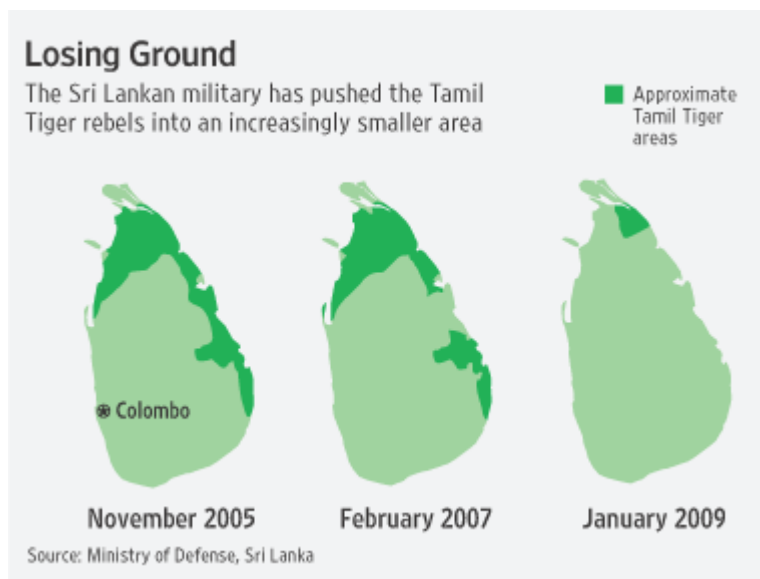 Losing Ground
The Sri Lankan military has pushed the Tamil
Tiger rebels into an increasingly smaller area
Approximate
Tamil Tiger
areas
Colombo
November 2005
February 2007
January 2009
Source: Ministry of Defense, Sri Lanka